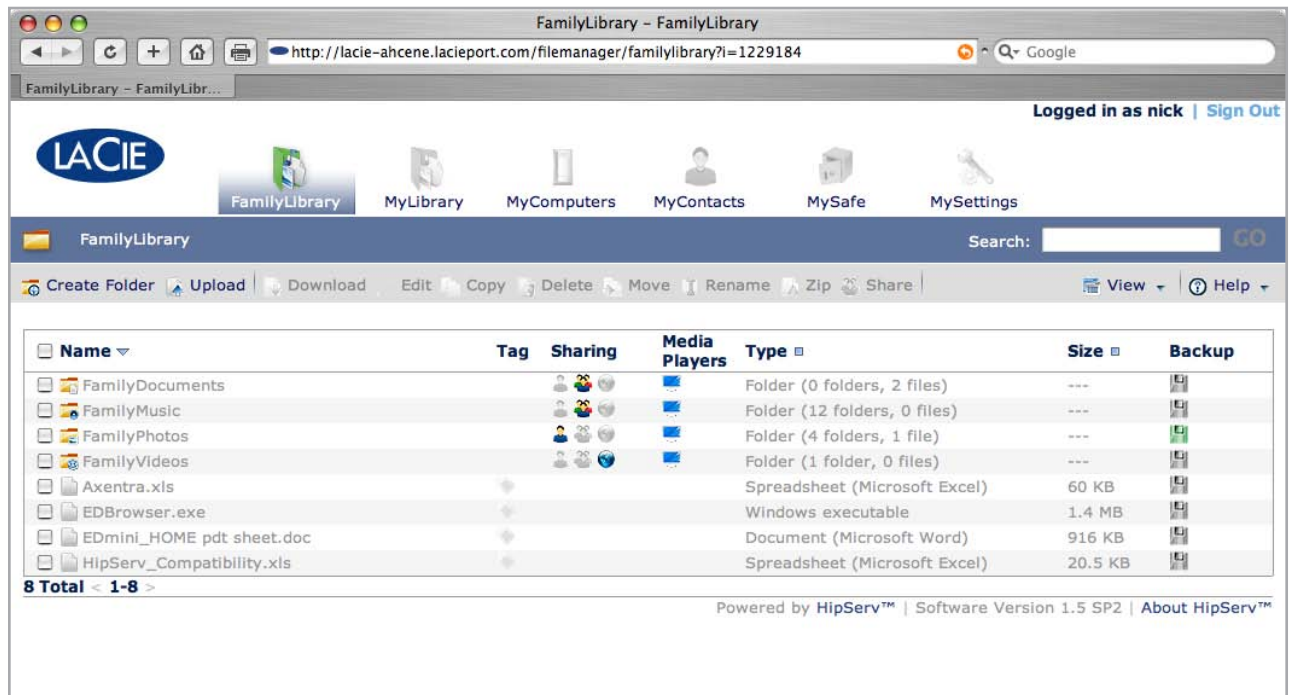 FamilyLibrary – FamilyLibrary
http://lacie-ahcene.lacieport.com/filemanager/familylibrary?i=1229184 Google
FamilyLibrary – FamilyLibr...
Logged in as nick | Sign Out
LACIE
FamilyLibrary MyLibrary MyComputers MyContacts MySafe MySettings
FamilyLibrary Search: GO
Create Folder Upload Download Edit Copy Delete Move Rename Zip Share View Help
Name Tag Sharing Media Players Type Size Backup
FamilyDocuments Folder (0 folders, 2 files) ---
FamilyMusic Folder (12 folders, 0 files) ---
FamilyPhotos Folder (4 folders, 1 file) ---
FamilyVideos Folder (1 folder, 0 files) ---
Axentra.xls Spreadsheet (Microsoft Excel) 60 KB
EDBrowser.exe Windows executable 1.4 MB
EDmini_HOME pdt sheet.doc Document (Microsoft Word) 916 KB
HipServ_Compatibility.xls Spreadsheet (Microsoft Excel) 20.5 KB
8 Total < 1-8 >
Powered by HipServ™ | Software Version 1.5 SP2 | About HipServ™